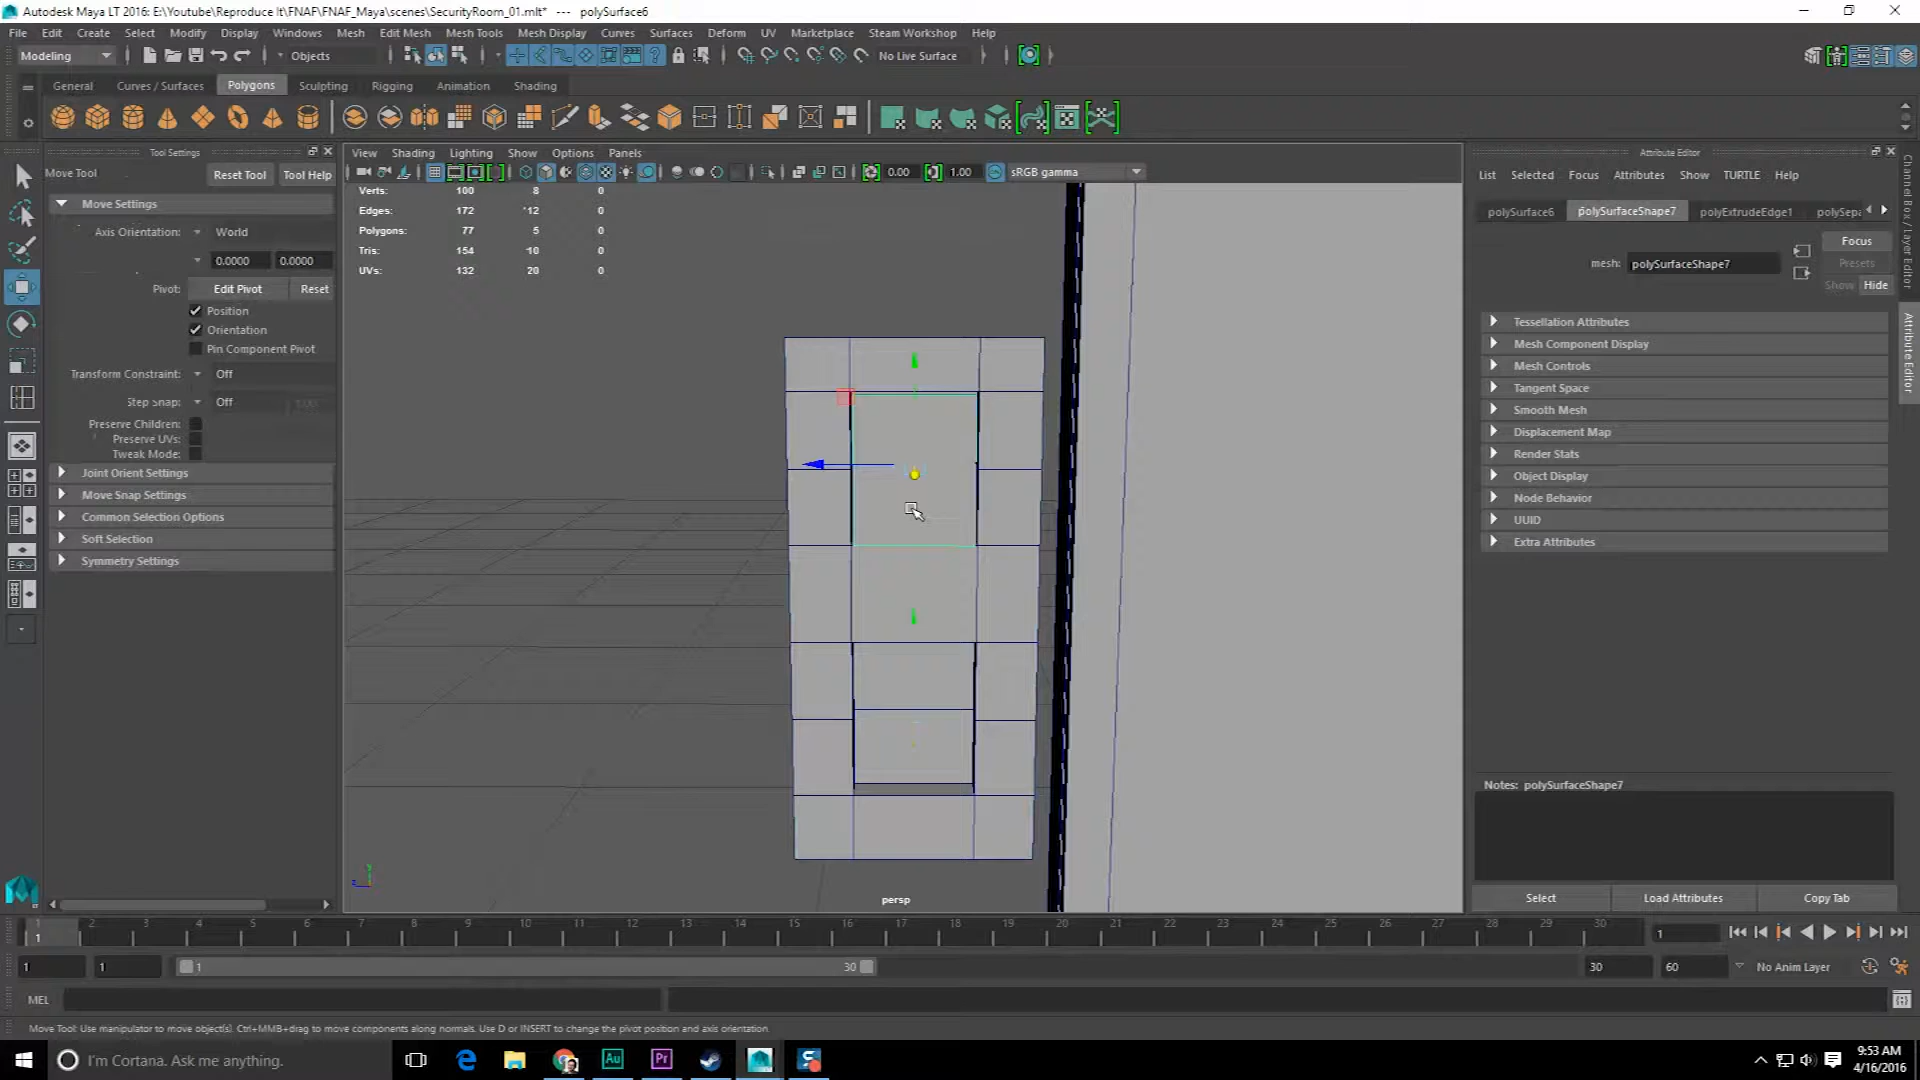 Autodesk Maya LT 2016: E:\Youtube\Reproduce It\FNAF\FNAF_Maya\scenes\SecurityRoom_01.mlt* --- polySurface6
File Edit Create Select Modify Display Windows Mesh Edit Mesh Mesh Tools Mesh Display Curves Surfaces Deform UV Marketplace Steam Workshop Help
Modeling Objects No Live Surface
General Curves / Surfaces Polygons Sculpting Rigging Animation Shading
Tool Settings
Move Tool Reset Tool Tool Help
Move Settings
Axis Orientation: World
0.0000 0.0000
Pivot: Edit Pivot Reset
Position
Orientation
Pin Component Pivot
Transform Constraint: Off
Step Snap: Off
Preserve Children:
Preserve UVs:
Tweak Mode:
Joint Orient Settings
Move Snap Settings
Common Selection Options
Soft Selection
Symmetry Settings
View Shading Lighting Show Options Panels
0.00 1.00 sRGB gamma
Verts: 100 8 0
Edges: 172 12 0
Polygons: 77 5 0
Tris: 154 10 0
UVs: 132 20 0
persp
Attribute Editor
List Selected Focus Attributes Show TURTLE Help
polySurface6 polySurfaceShape7 polyExtrudeEdge1 polySepa
mesh: polySurfaceShape7
Focus
Presets
Show Hide
Tessellation Attributes
Mesh Component Display
Mesh Controls
Tangent Space
Smooth Mesh
Displacement Map
Render Stats
Object Display
Node Behavior
UUID
Extra Attributes
Notes: polySurfaceShape7
Select Load Attributes Copy Tab
Channel Box / Layer Editor
Attribute Editor
1 2 3 4 5 6 7 8 9 10 11 12 13 14 15 16 17 18 19 20 21 22 23 24 25 26 27 28 29 30
1 1
1 1 1 30 30 60 No Anim Layer
MEL
Move Tool: Use manipulator to move object(s). Ctrl+MMB+drag to move components along normals. Use D or INSERT to change the pivot position and axis orientation.
I'm Cortana. Ask me anything.
Au Pr
9:53 AM
4/16/2016